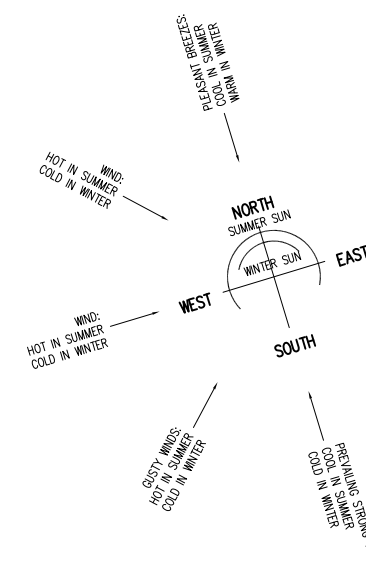 PLEASANT BREEZES:
COOL IN SUMMER
WARM IN WINTER
WIND:
HOT IN SUMMER
COLD IN WINTER
NORTH
SUMMER SUN
WINTER SUN
EAST
WEST
SOUTH
WIND:
HOT IN SUMMER
COLD IN WINTER
GUSTY WINDS:
HOT IN SUMMER
COLD IN WINTER
PREVAILING STRONG
COOL IN SUMMER
COLD IN WINTER